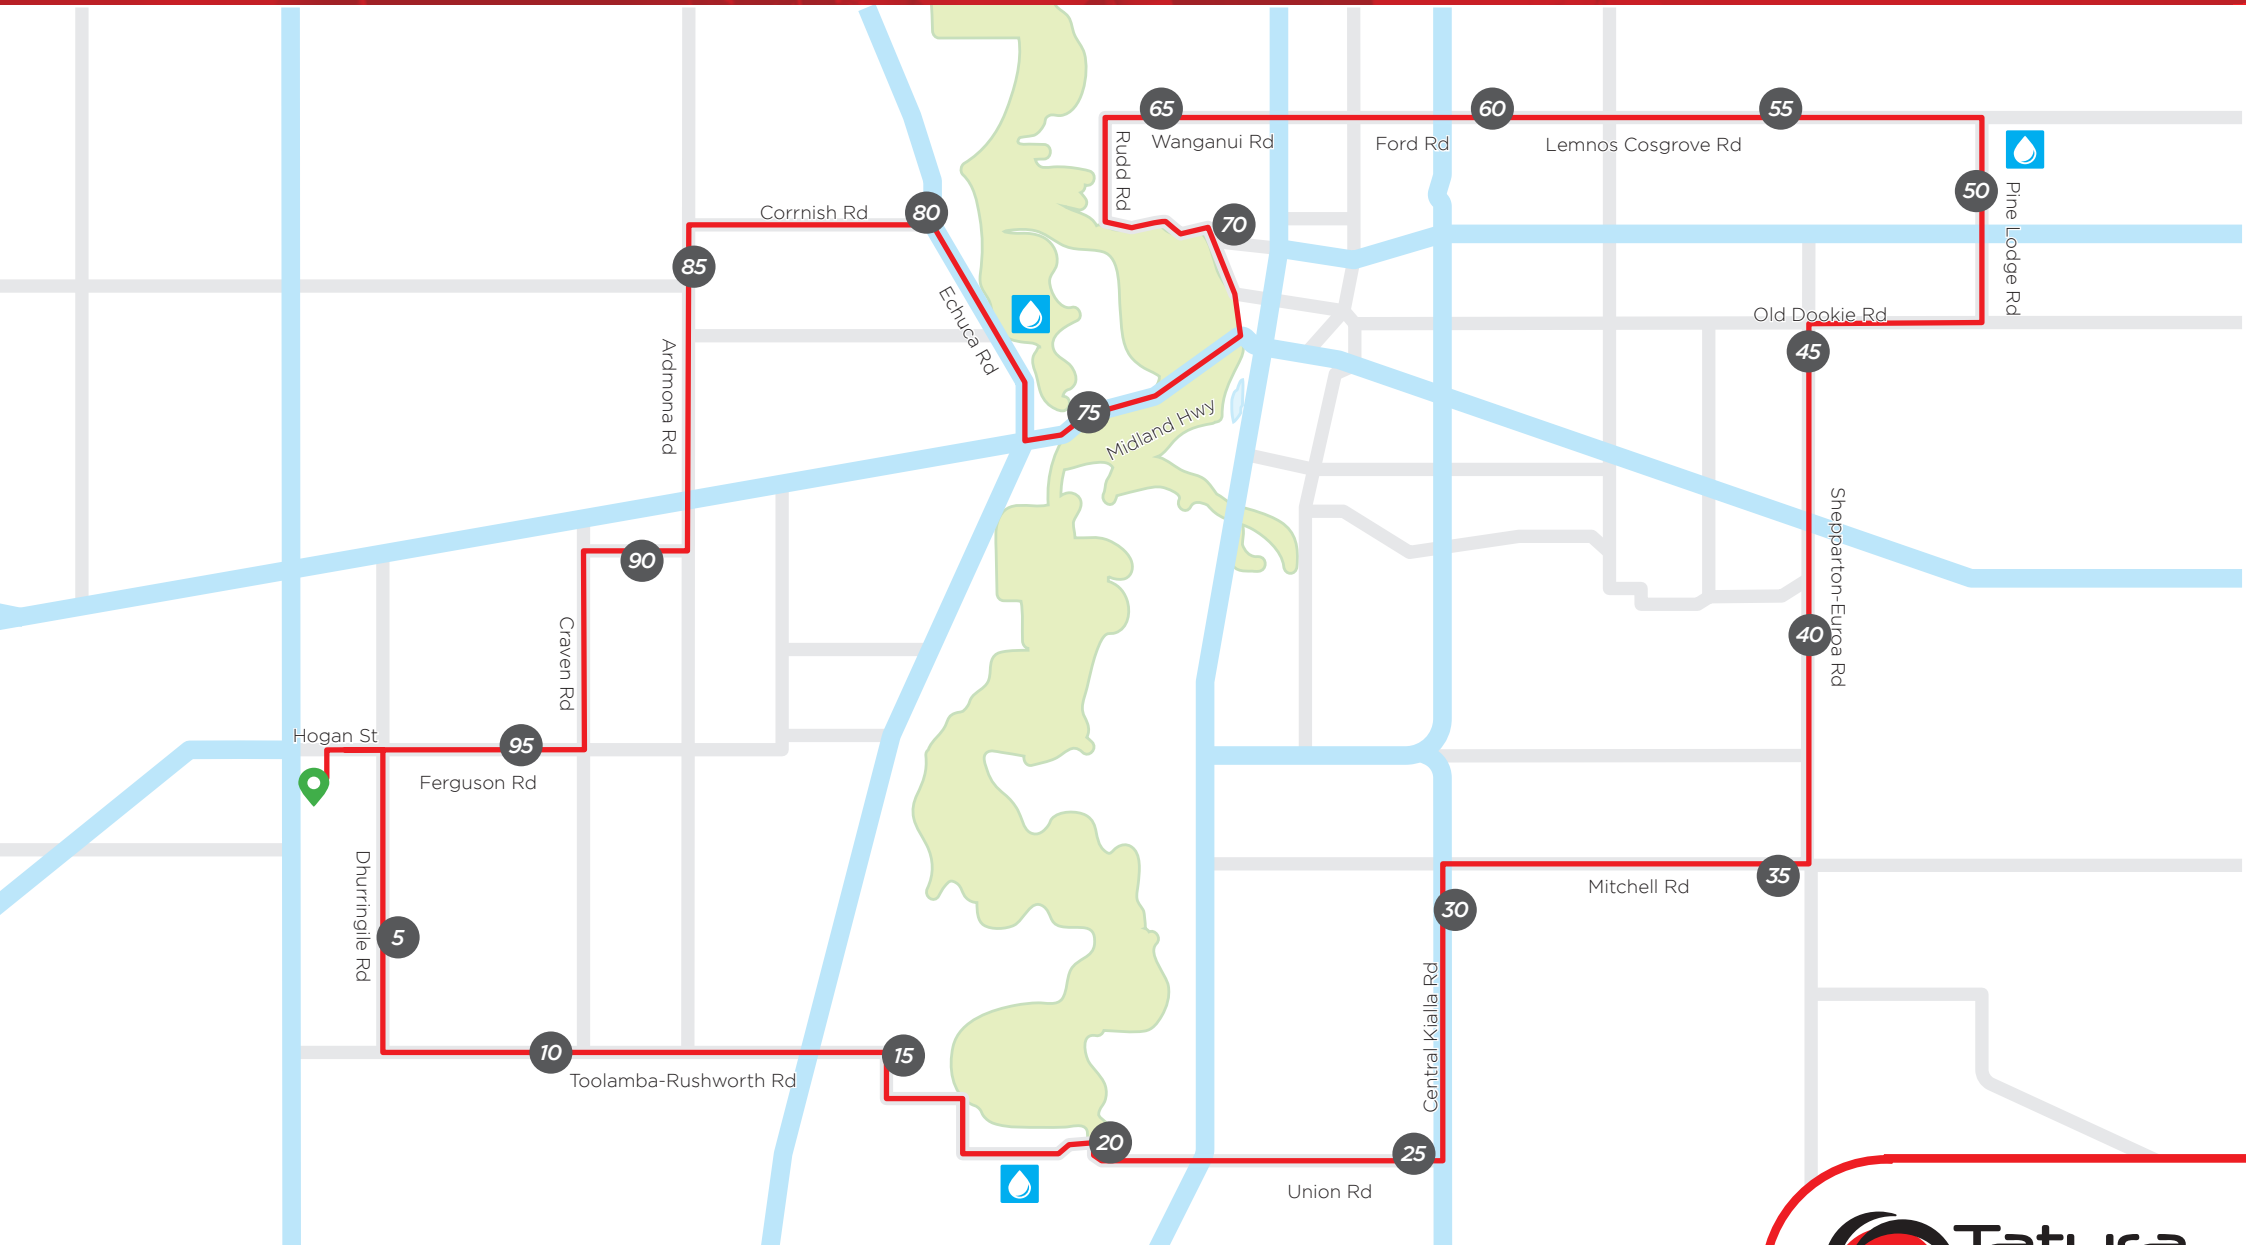 65
60
55
Wanganui Rd
Ford Rd
Lemnos Cosgrove Rd
Rudd Rd
50
Pine Lodge Rd
Corrnish Rd
80
70
85
Echuca Rd
Old Dookie Rd
45
Ardmona Rd
75
Midland Hwy
Shepparton-Euroa Rd
90
40
Craven Rd
Hogan St
95
Ferguson Rd
Mitchell Rd
35
30
Dhurringile Rd
5
Central Kialla Rd
10
15
Toolamba-Rushworth Rd
20
25
Union Rd
Tatura